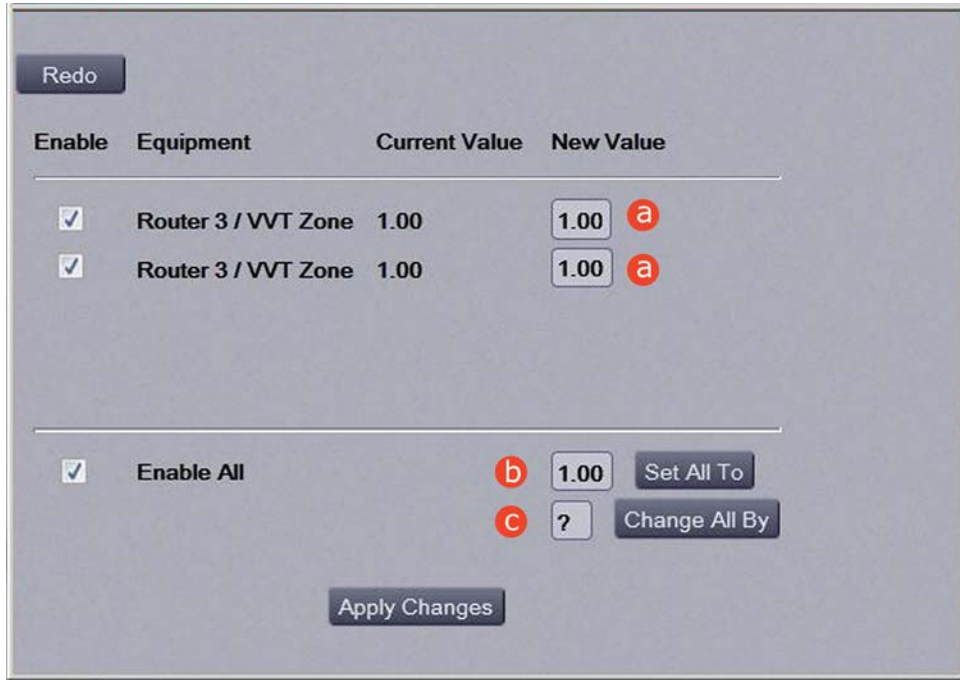 Redo
Enable Equipment Current Value New Value
Router 3 / VVT Zone 1.00 1.00 a
Router 3 / VVT Zone 1.00 1.00 a
Enable All b 1.00 Set All To
c ? Change All By
Apply Changes